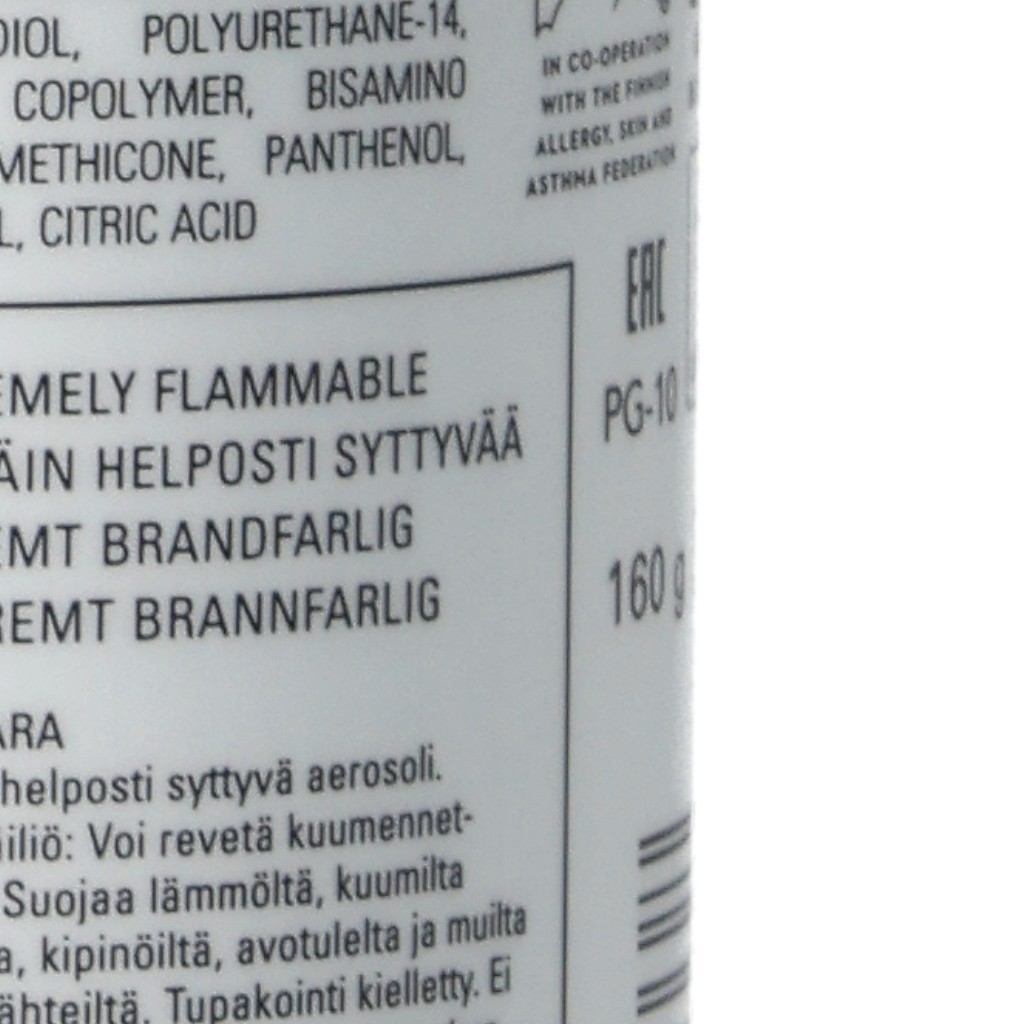 DIOL, POLYURETHANE-14,
COPOLYMER, BISAMINO
METHICONE, PANTHENOL,
L, CITRIC ACID
IN CO-OPERATION
WITH THE FINNISH
ALLERGY, SKIN AND
ASTHMA FEDERATION
EAC
PG-10
160 g
EMELY FLAMMABLE
ÄIN HELPOSTI SYTTYVÄÄ
EMT BRANDFARLIG
REMT BRANNFARLIG
ARA
helposti syttyvä aerosoli.
äiliö: Voi revetä kuumennet-
Suojaa lämmöltä, kuumilta
a, kipinöiltä, avotulelta ja muilta
ähteiltä. Tupakointi kielletty. Ei